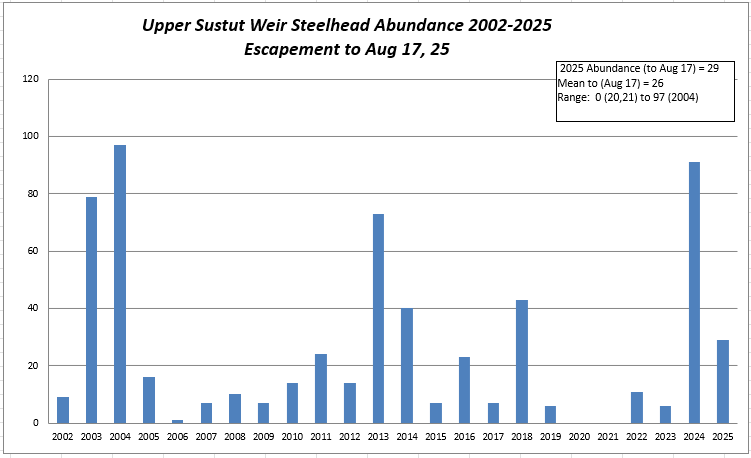 Upper Sustut Weir Steelhead Abundance 2002-2025
Escapement to Aug 17, 25
2025 Abundance (to Aug 17) = 29
Mean to (Aug 17) = 26
Range:  0 (20,21) to 97 (2004)
120
100
80
60
40
20
0
2002 2003 2004 2005 2006 2007 2008 2009 2010 2011 2012 2013 2014 2015 2016 2017 2018 2019 2020 2021 2022 2023 2024 2025